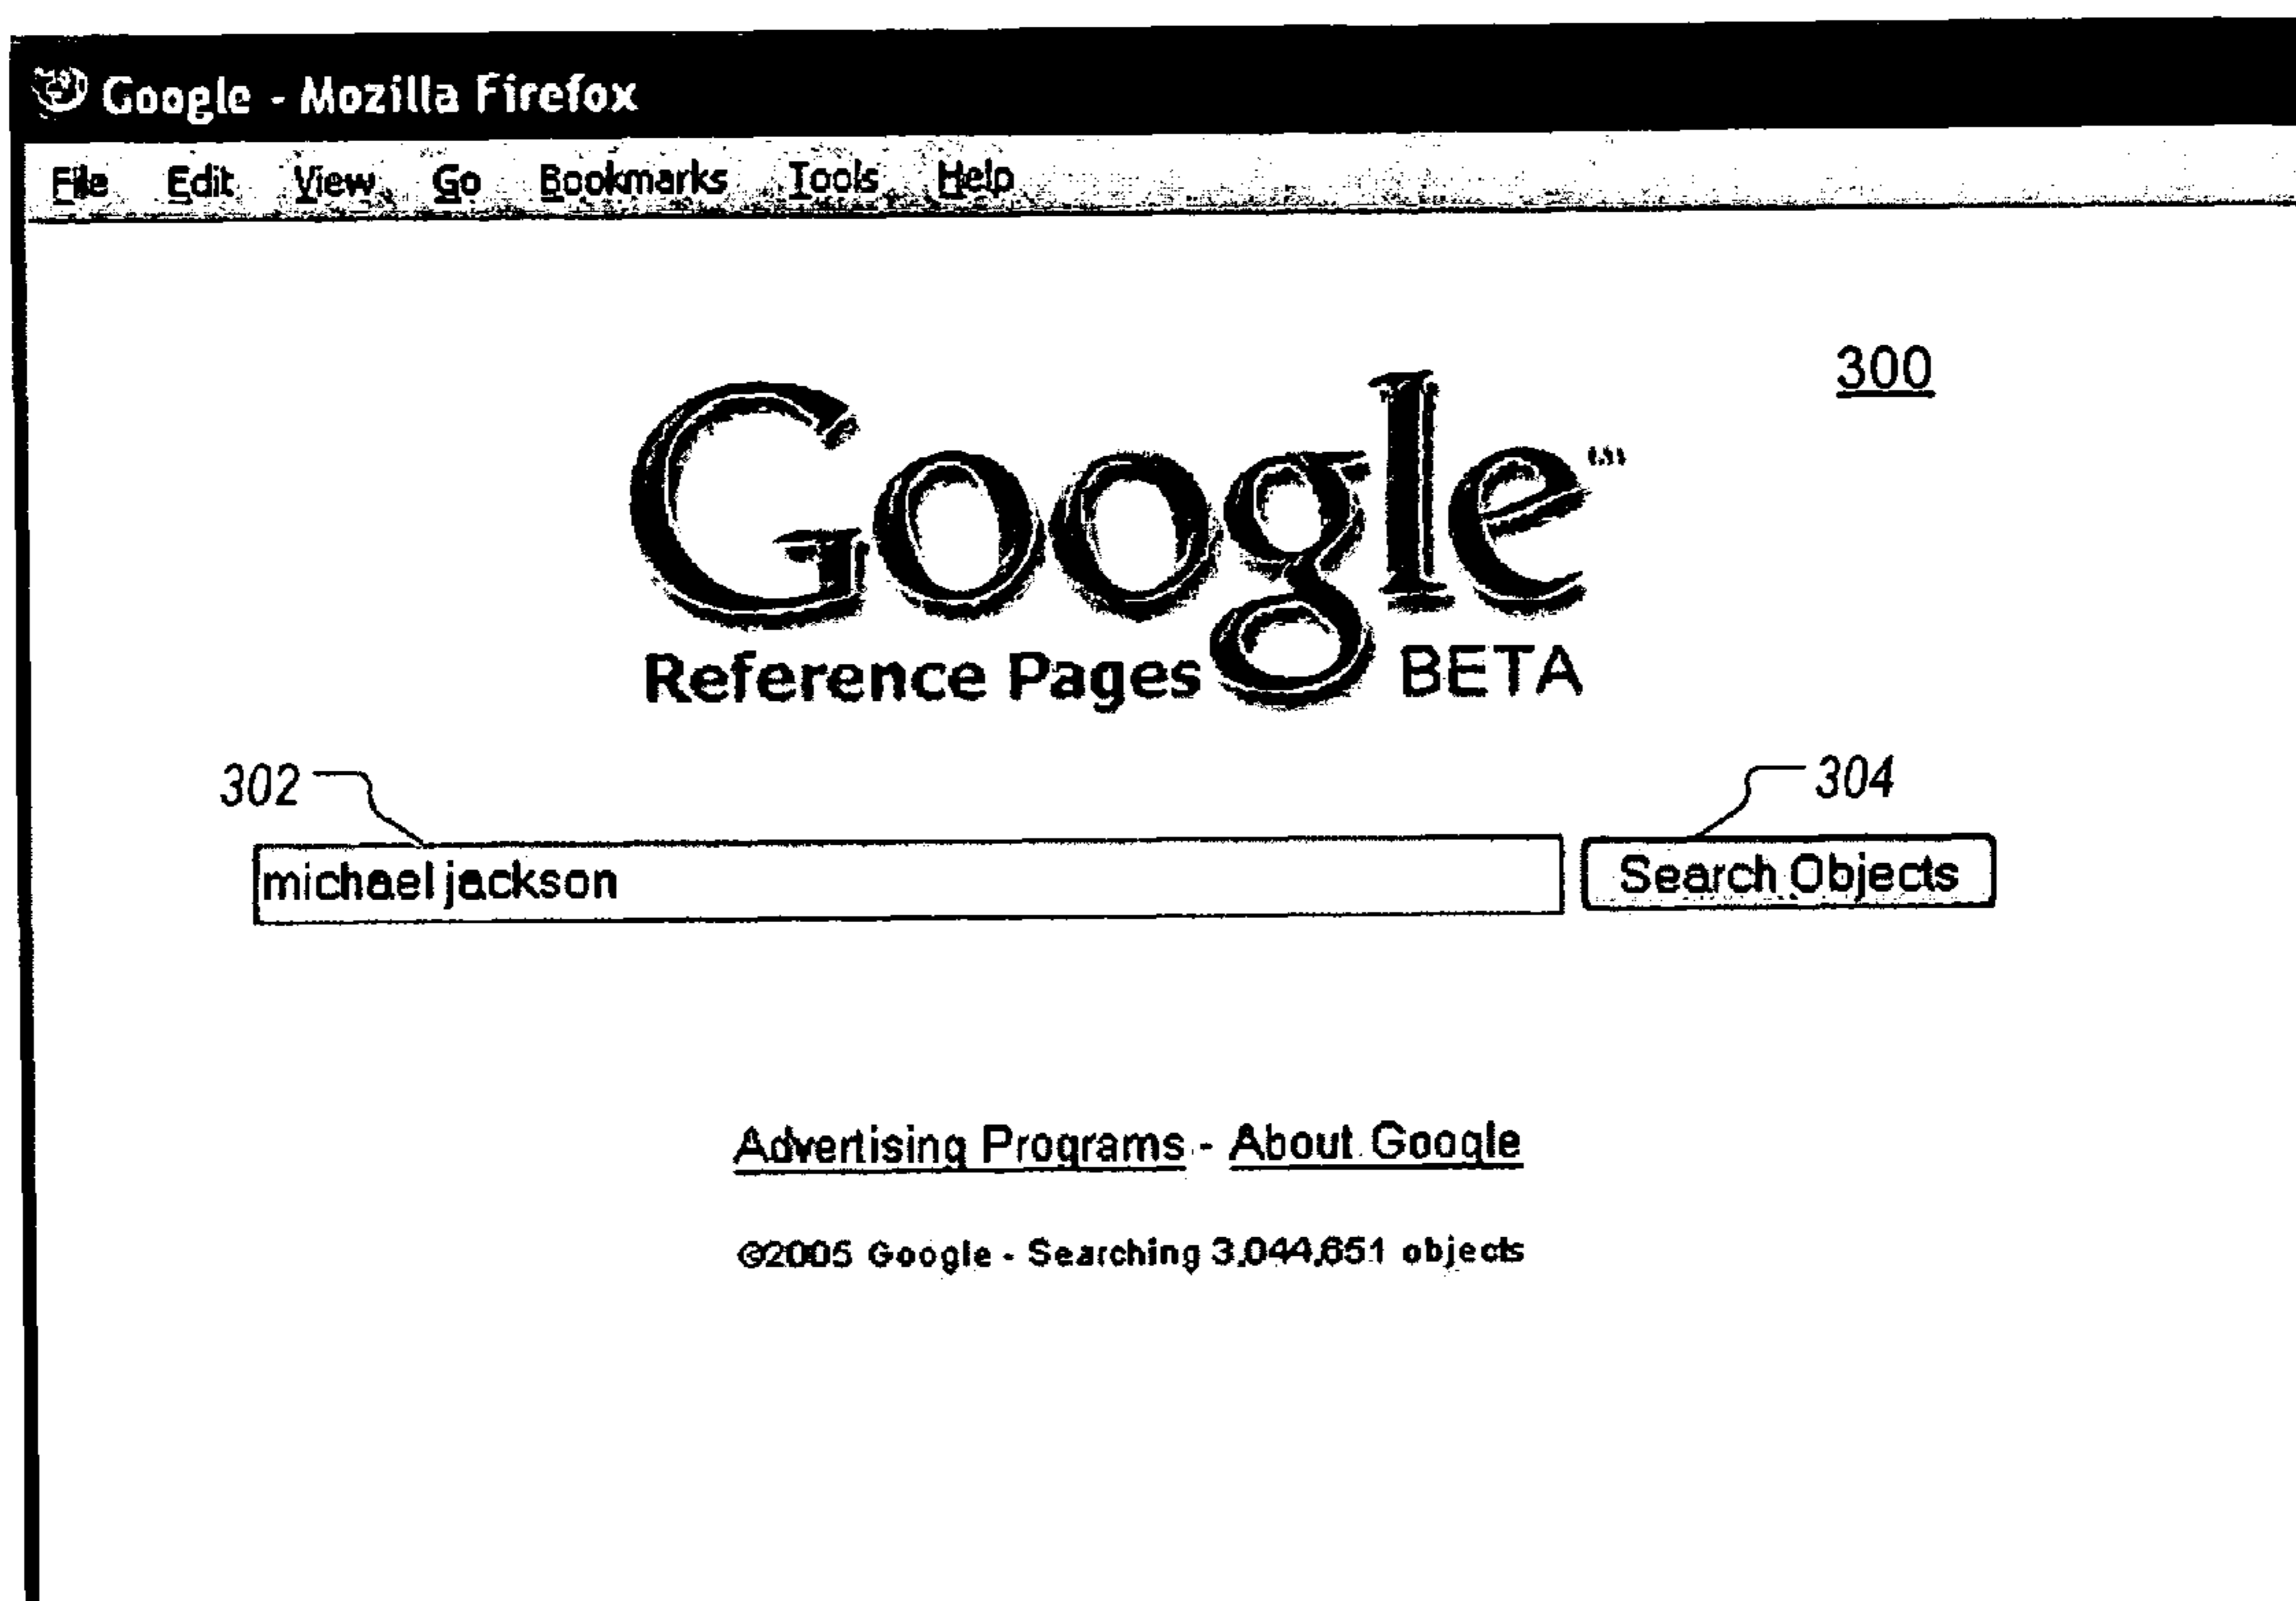 Google - Mozilla Firefox
File Edit View Go Bookmarks Tools Help
300
Google
Reference Pages BETA
302
304
michael jackson
Search Objects
Advertising Programs - About Google
©2005 Google - Searching 3,044,651 objects